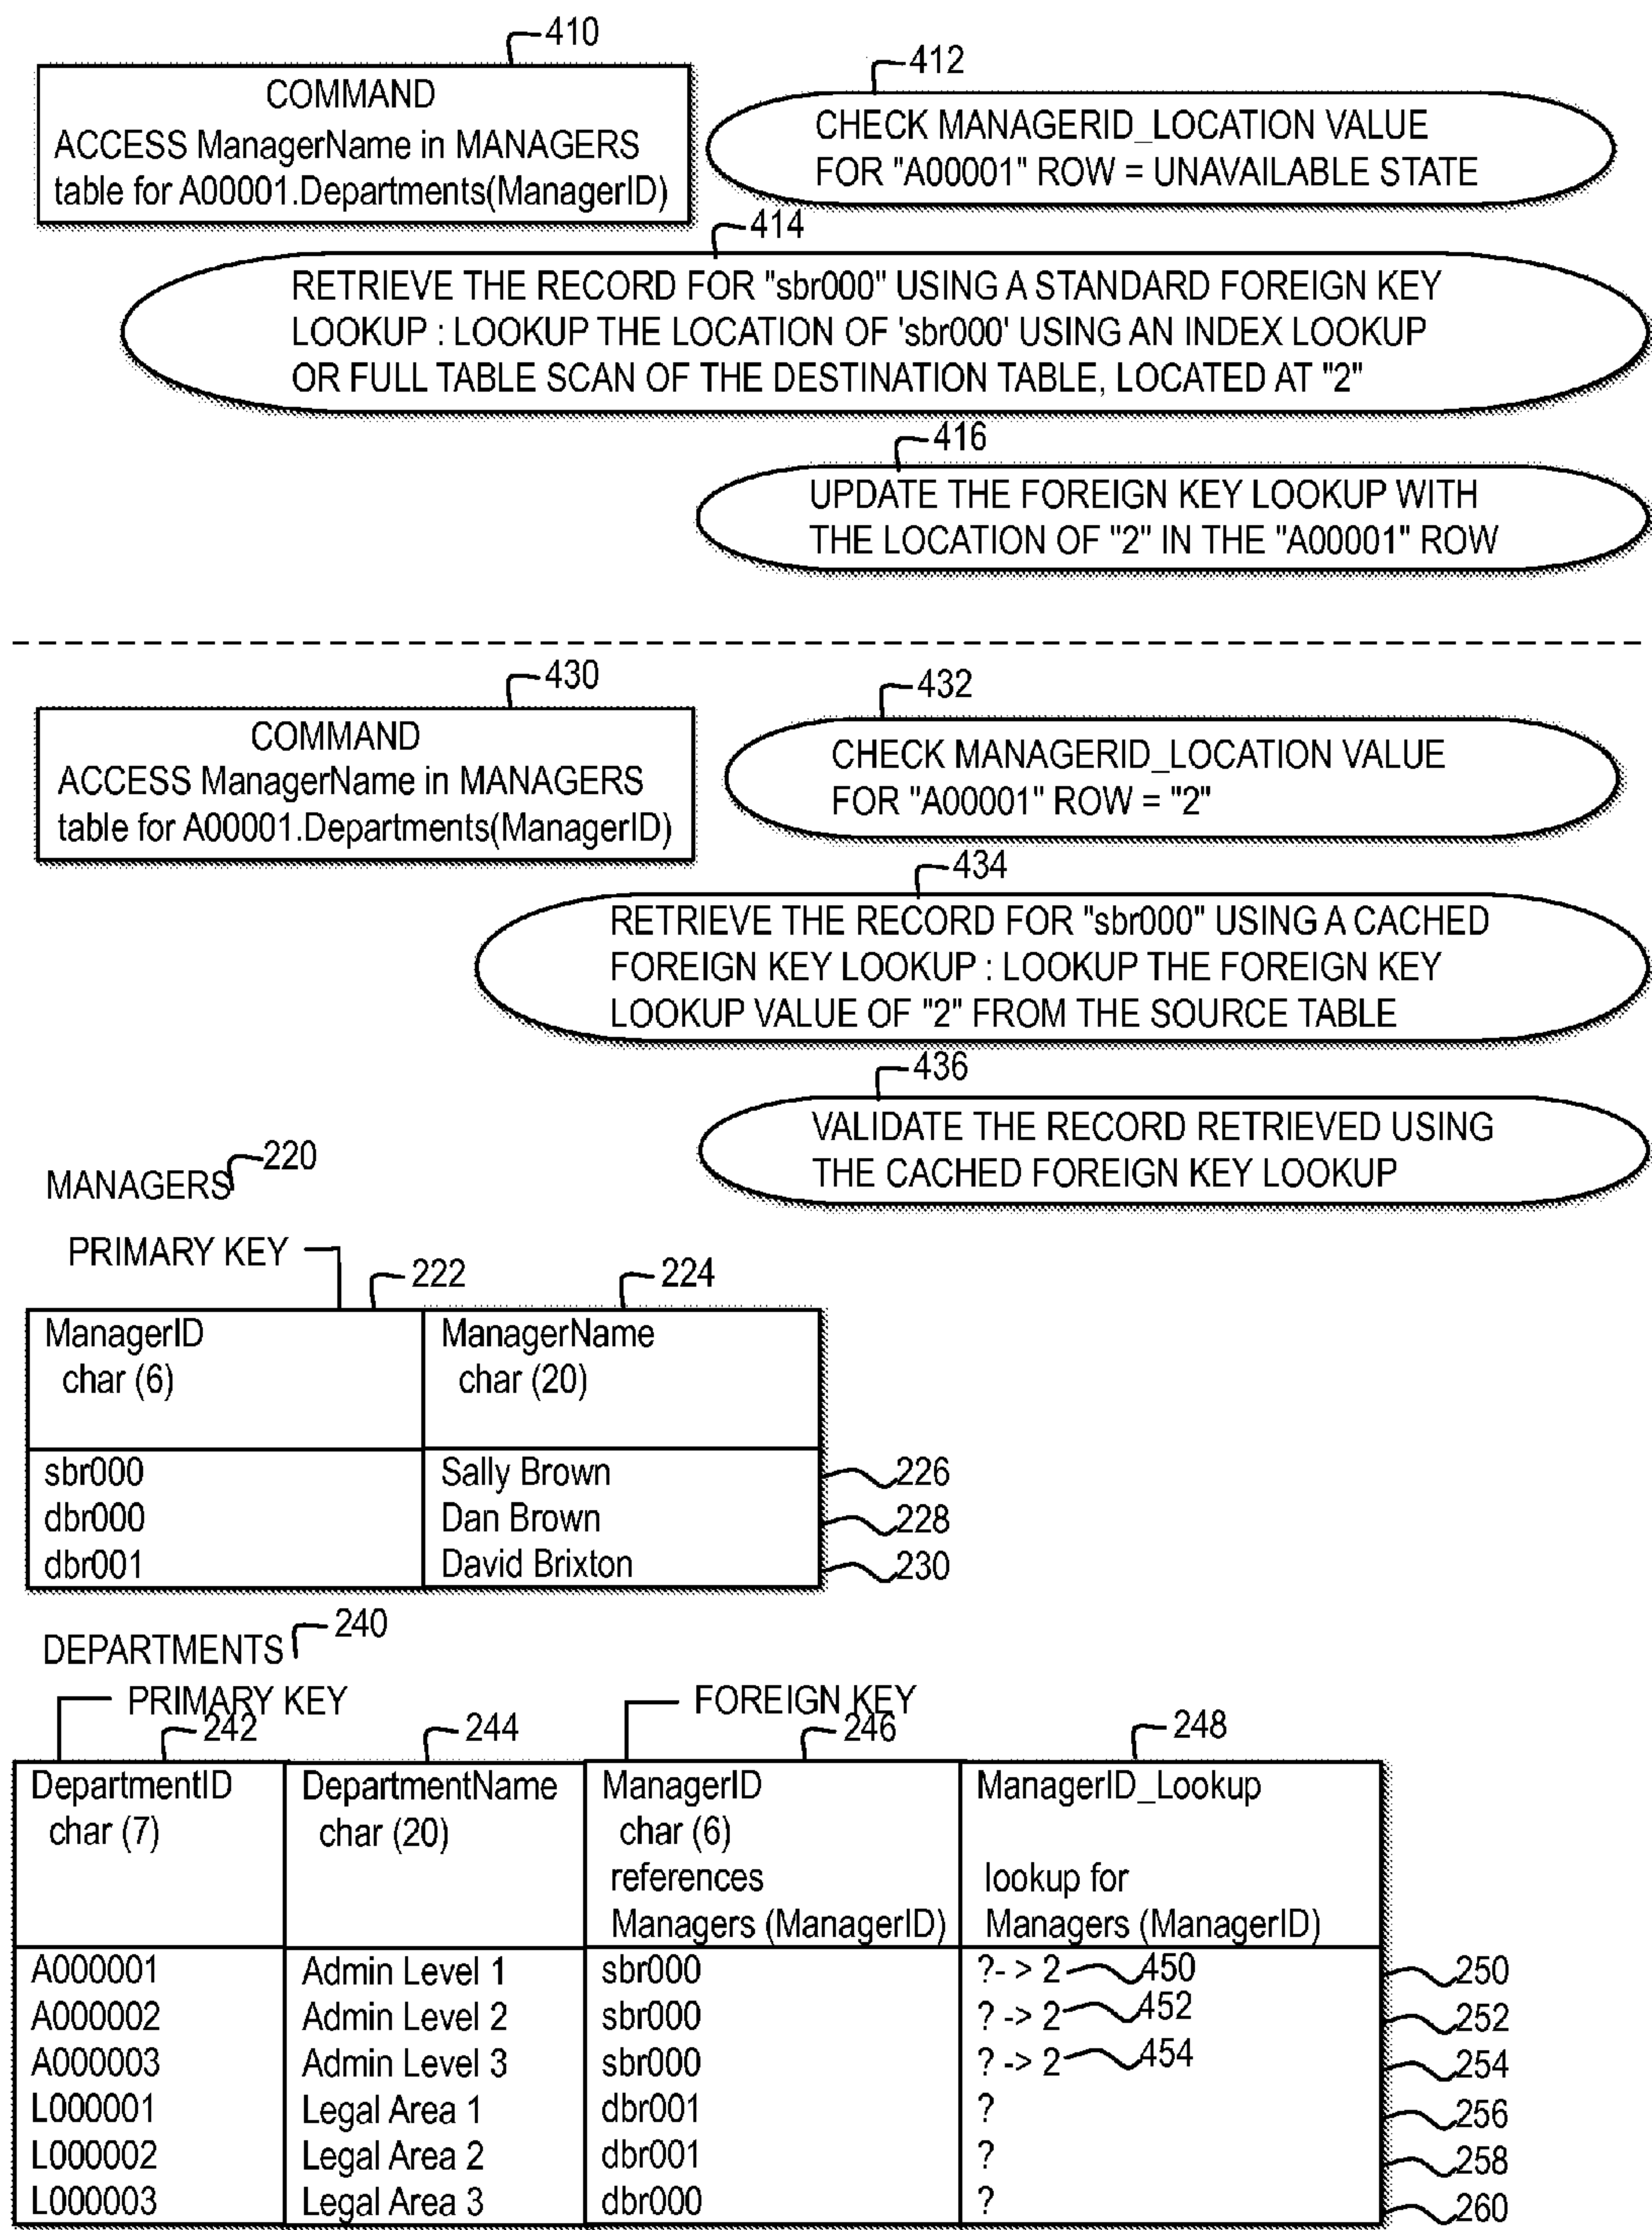 410
COMMAND
ACCESS ManagerName in MANAGERS
table for A00001.Departments(ManagerID)
412
CHECK MANAGERID_LOCATION VALUE
FOR "A00001" ROW = UNAVAILABLE STATE
414
RETRIEVE THE RECORD FOR "sbr000" USING A STANDARD FOREIGN KEY
LOOKUP : LOOKUP THE LOCATION OF 'sbr000' USING AN INDEX LOOKUP
OR FULL TABLE SCAN OF THE DESTINATION TABLE, LOCATED AT "2"
416
UPDATE THE FOREIGN KEY LOOKUP WITH
THE LOCATION OF "2" IN THE "A00001" ROW
430
COMMAND
ACCESS ManagerName in MANAGERS
table for A00001.Departments(ManagerID)
432
CHECK MANAGERID_LOCATION VALUE
FOR "A00001" ROW = "2"
434
RETRIEVE THE RECORD FOR "sbr000" USING A CACHED
FOREIGN KEY LOOKUP : LOOKUP THE FOREIGN KEY
LOOKUP VALUE OF "2" FROM THE SOURCE TABLE
436
VALIDATE THE RECORD RETRIEVED USING
THE CACHED FOREIGN KEY LOOKUP
MANAGERS 220
PRIMARY KEY
222 224
ManagerID ManagerName
char (6) char (20)
sbr000 Sally Brown 226
dbr000 Dan Brown 228
dbr001 David Brixton 230
DEPARTMENTS 240
PRIMARY KEY FOREIGN KEY
242 244 246 248
DepartmentID DepartmentName ManagerID ManagerID_Lookup
char (7) char (20) char (6)
references lookup for
Managers (ManagerID) Managers (ManagerID)
A000001 Admin Level 1 sbr000 ?- > 2 450 250
A000002 Admin Level 2 sbr000 ? -> 2 452 252
A000003 Admin Level 3 sbr000 ? -> 2 454 254
L000001 Legal Area 1 dbr001 ? 256
L000002 Legal Area 2 dbr001 ? 258
L000003 Legal Area 3 dbr000 ? 260